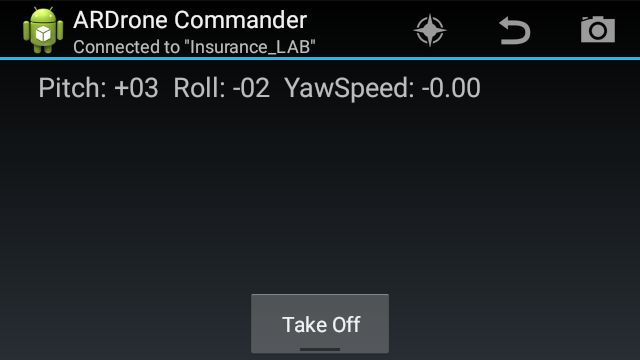 ARDrone Commander
Connected to "Insurance_LAB"
Pitch: +03 Roll: -02 YawSpeed: -0.00
Take Off